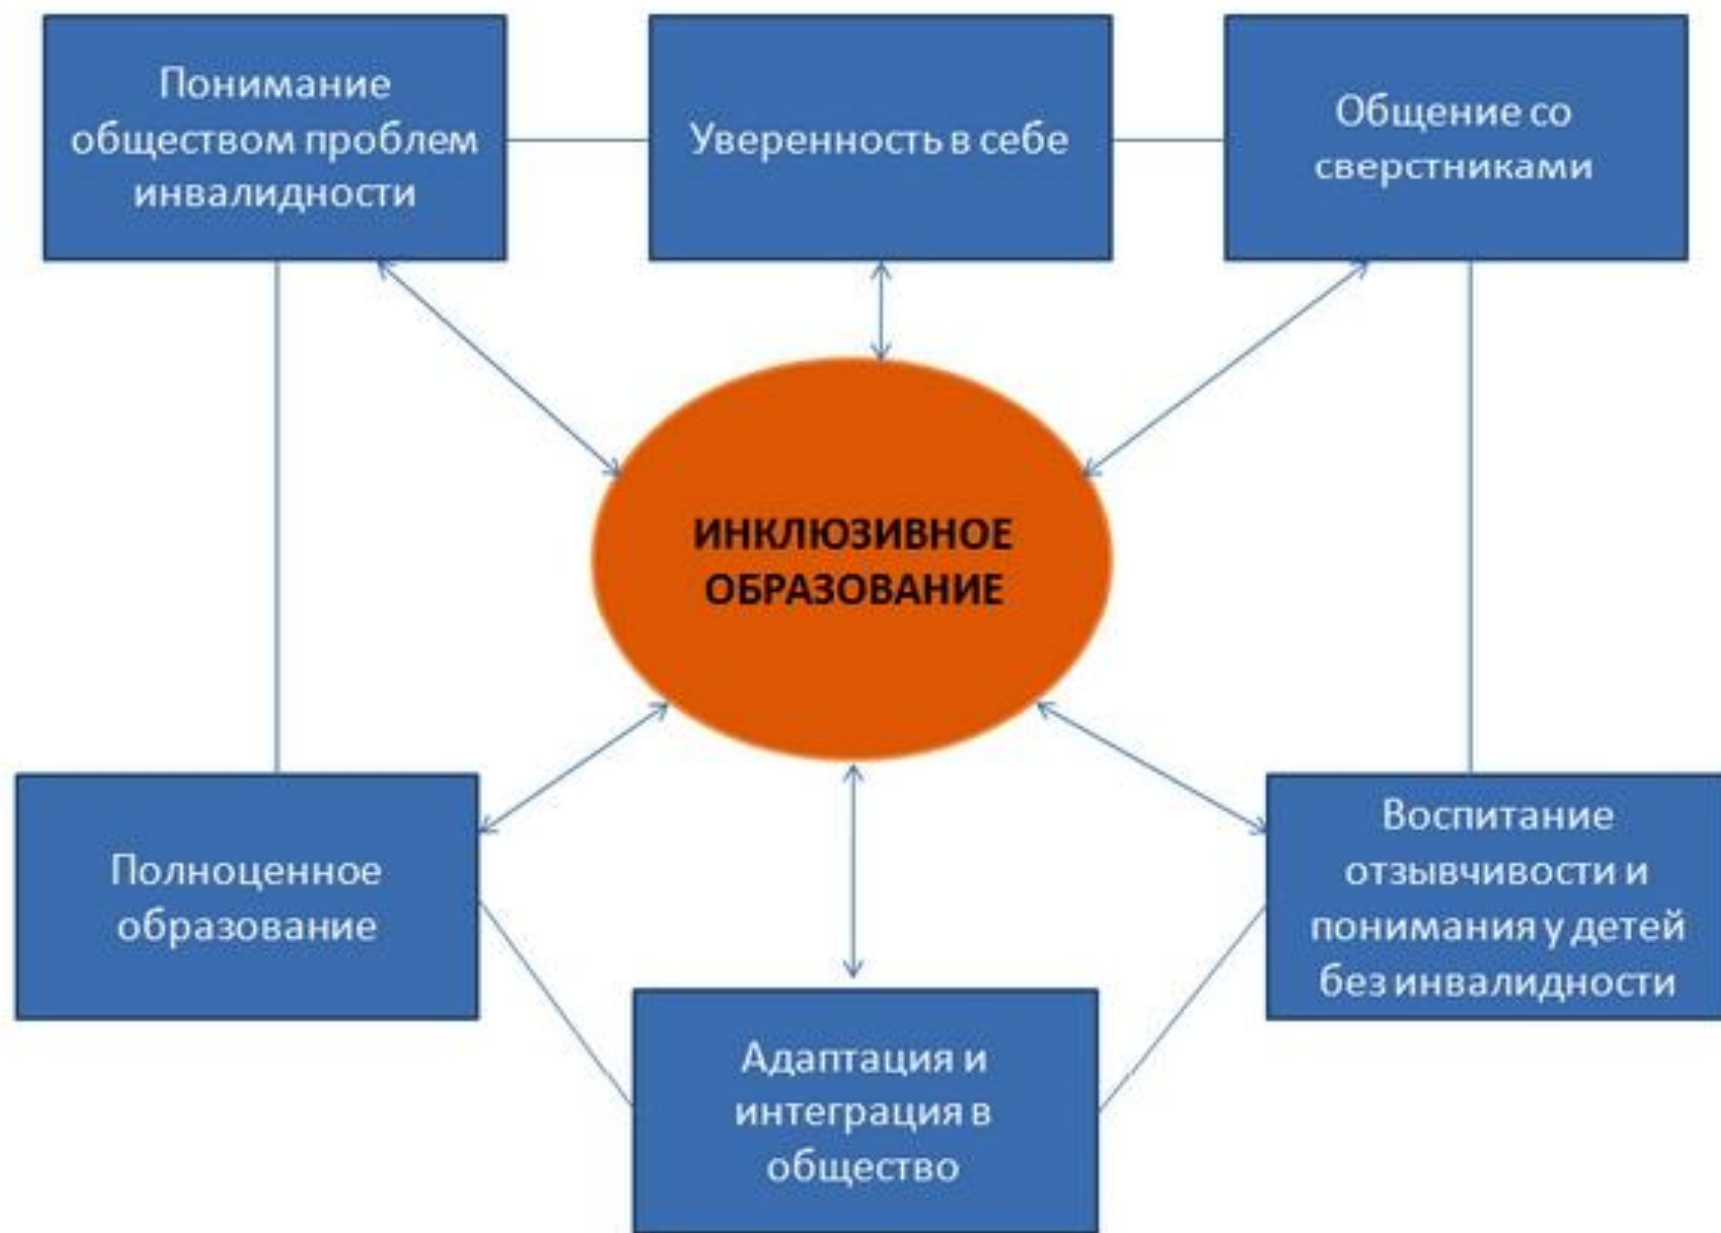 Понимание
обществом проблем
инвалидности
Уверенность в себе
Общение со
сверстниками
ИНКЛЮЗИВНОЕ
ОБРАЗОВАНИЕ
Полноценное
образование
Адаптация и
интеграция в
общество
Воспитание
отзывчивости и
понимания у детей
без инвалидности